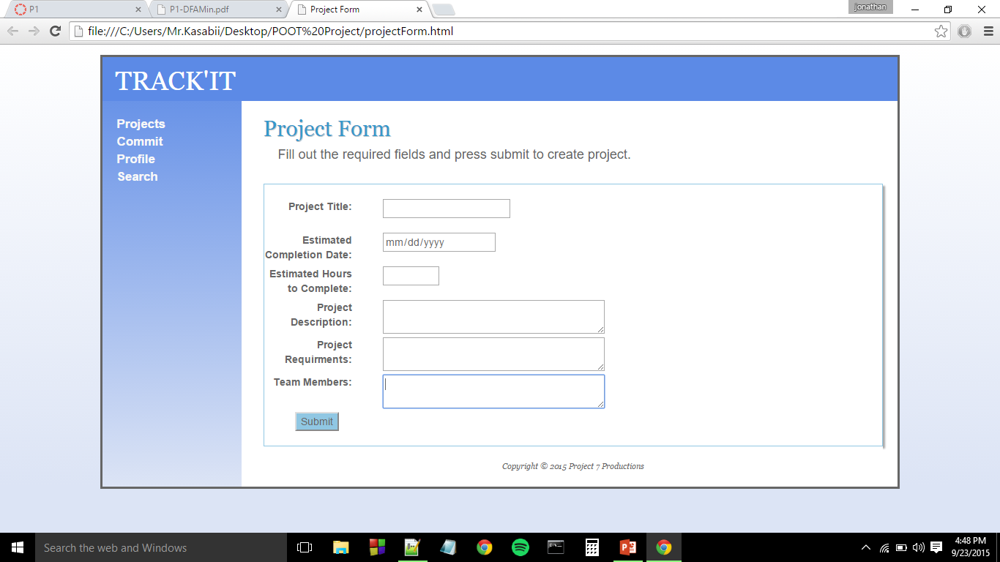 P1
P1-DFAMin.pdf
Project Form
jonathan
file:///C:/Users/Mr.Kasabii/Desktop/POOT%20Project/projectForm.html
TRACK'IT
Projects
Commit
Profile
Search
Project Form
Fill out the required fields and press submit to create project.
Project Title:
Estimated
Completion Date:
mm/dd/yyyy
Estimated Hours
to Complete:
Project
Description:
Project
Requirments:
Team Members:
Submit
Copyright © 2015 Project 7 Productions
Search the web and Windows
4:48 PM
9/23/2015